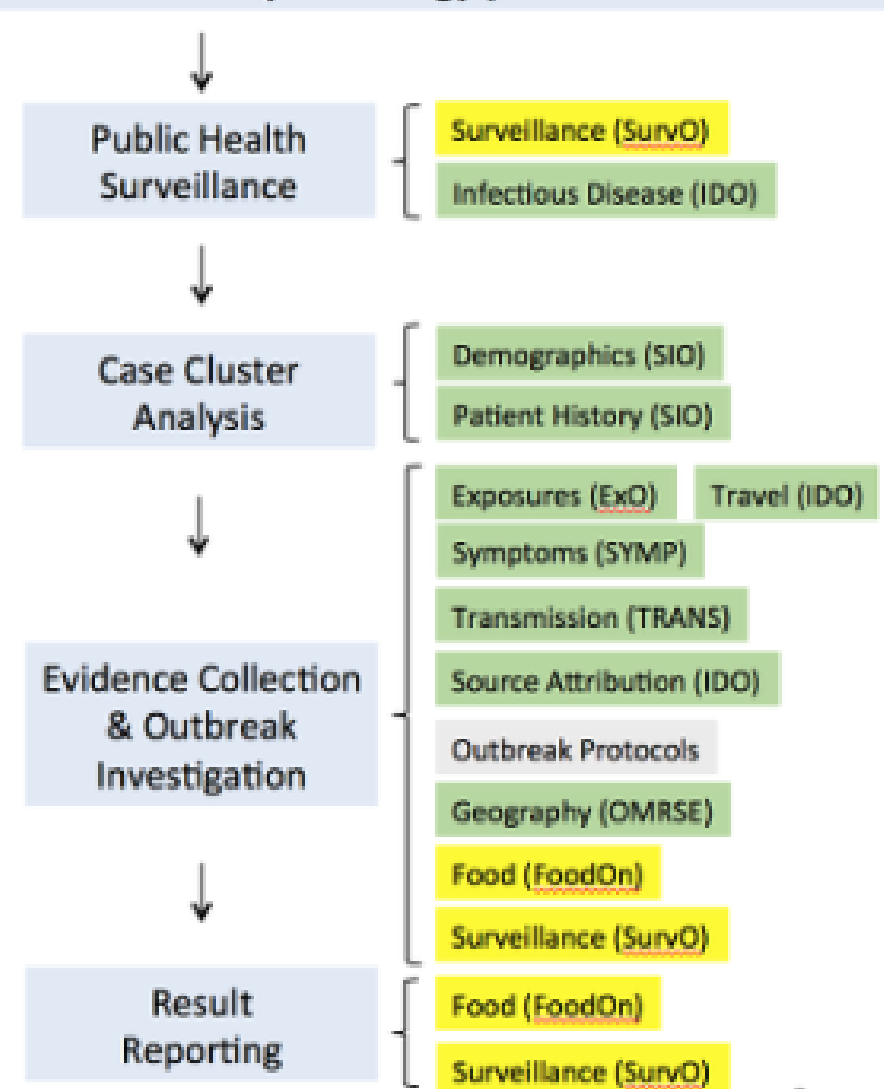 Public Health
Surveillance
Surveillance (SurvO)
Infectious Disease (IDO)
Case Cluster
Analysis
Demographics (SIO)
Patient History (SIO)
Evidence Collection
& Outbreak
Investigation
Exposures (ExO) Travel (IDO)
Symptoms (SYMP)
Transmission (TRANS)
Source Attribution (IDO)
Outbreak Protocols
Geography (OMRSE)
Food (FoodOn)
Surveillance (SurvO)
Result
Reporting
Food (FoodOn)
Surveillance (SurvO)